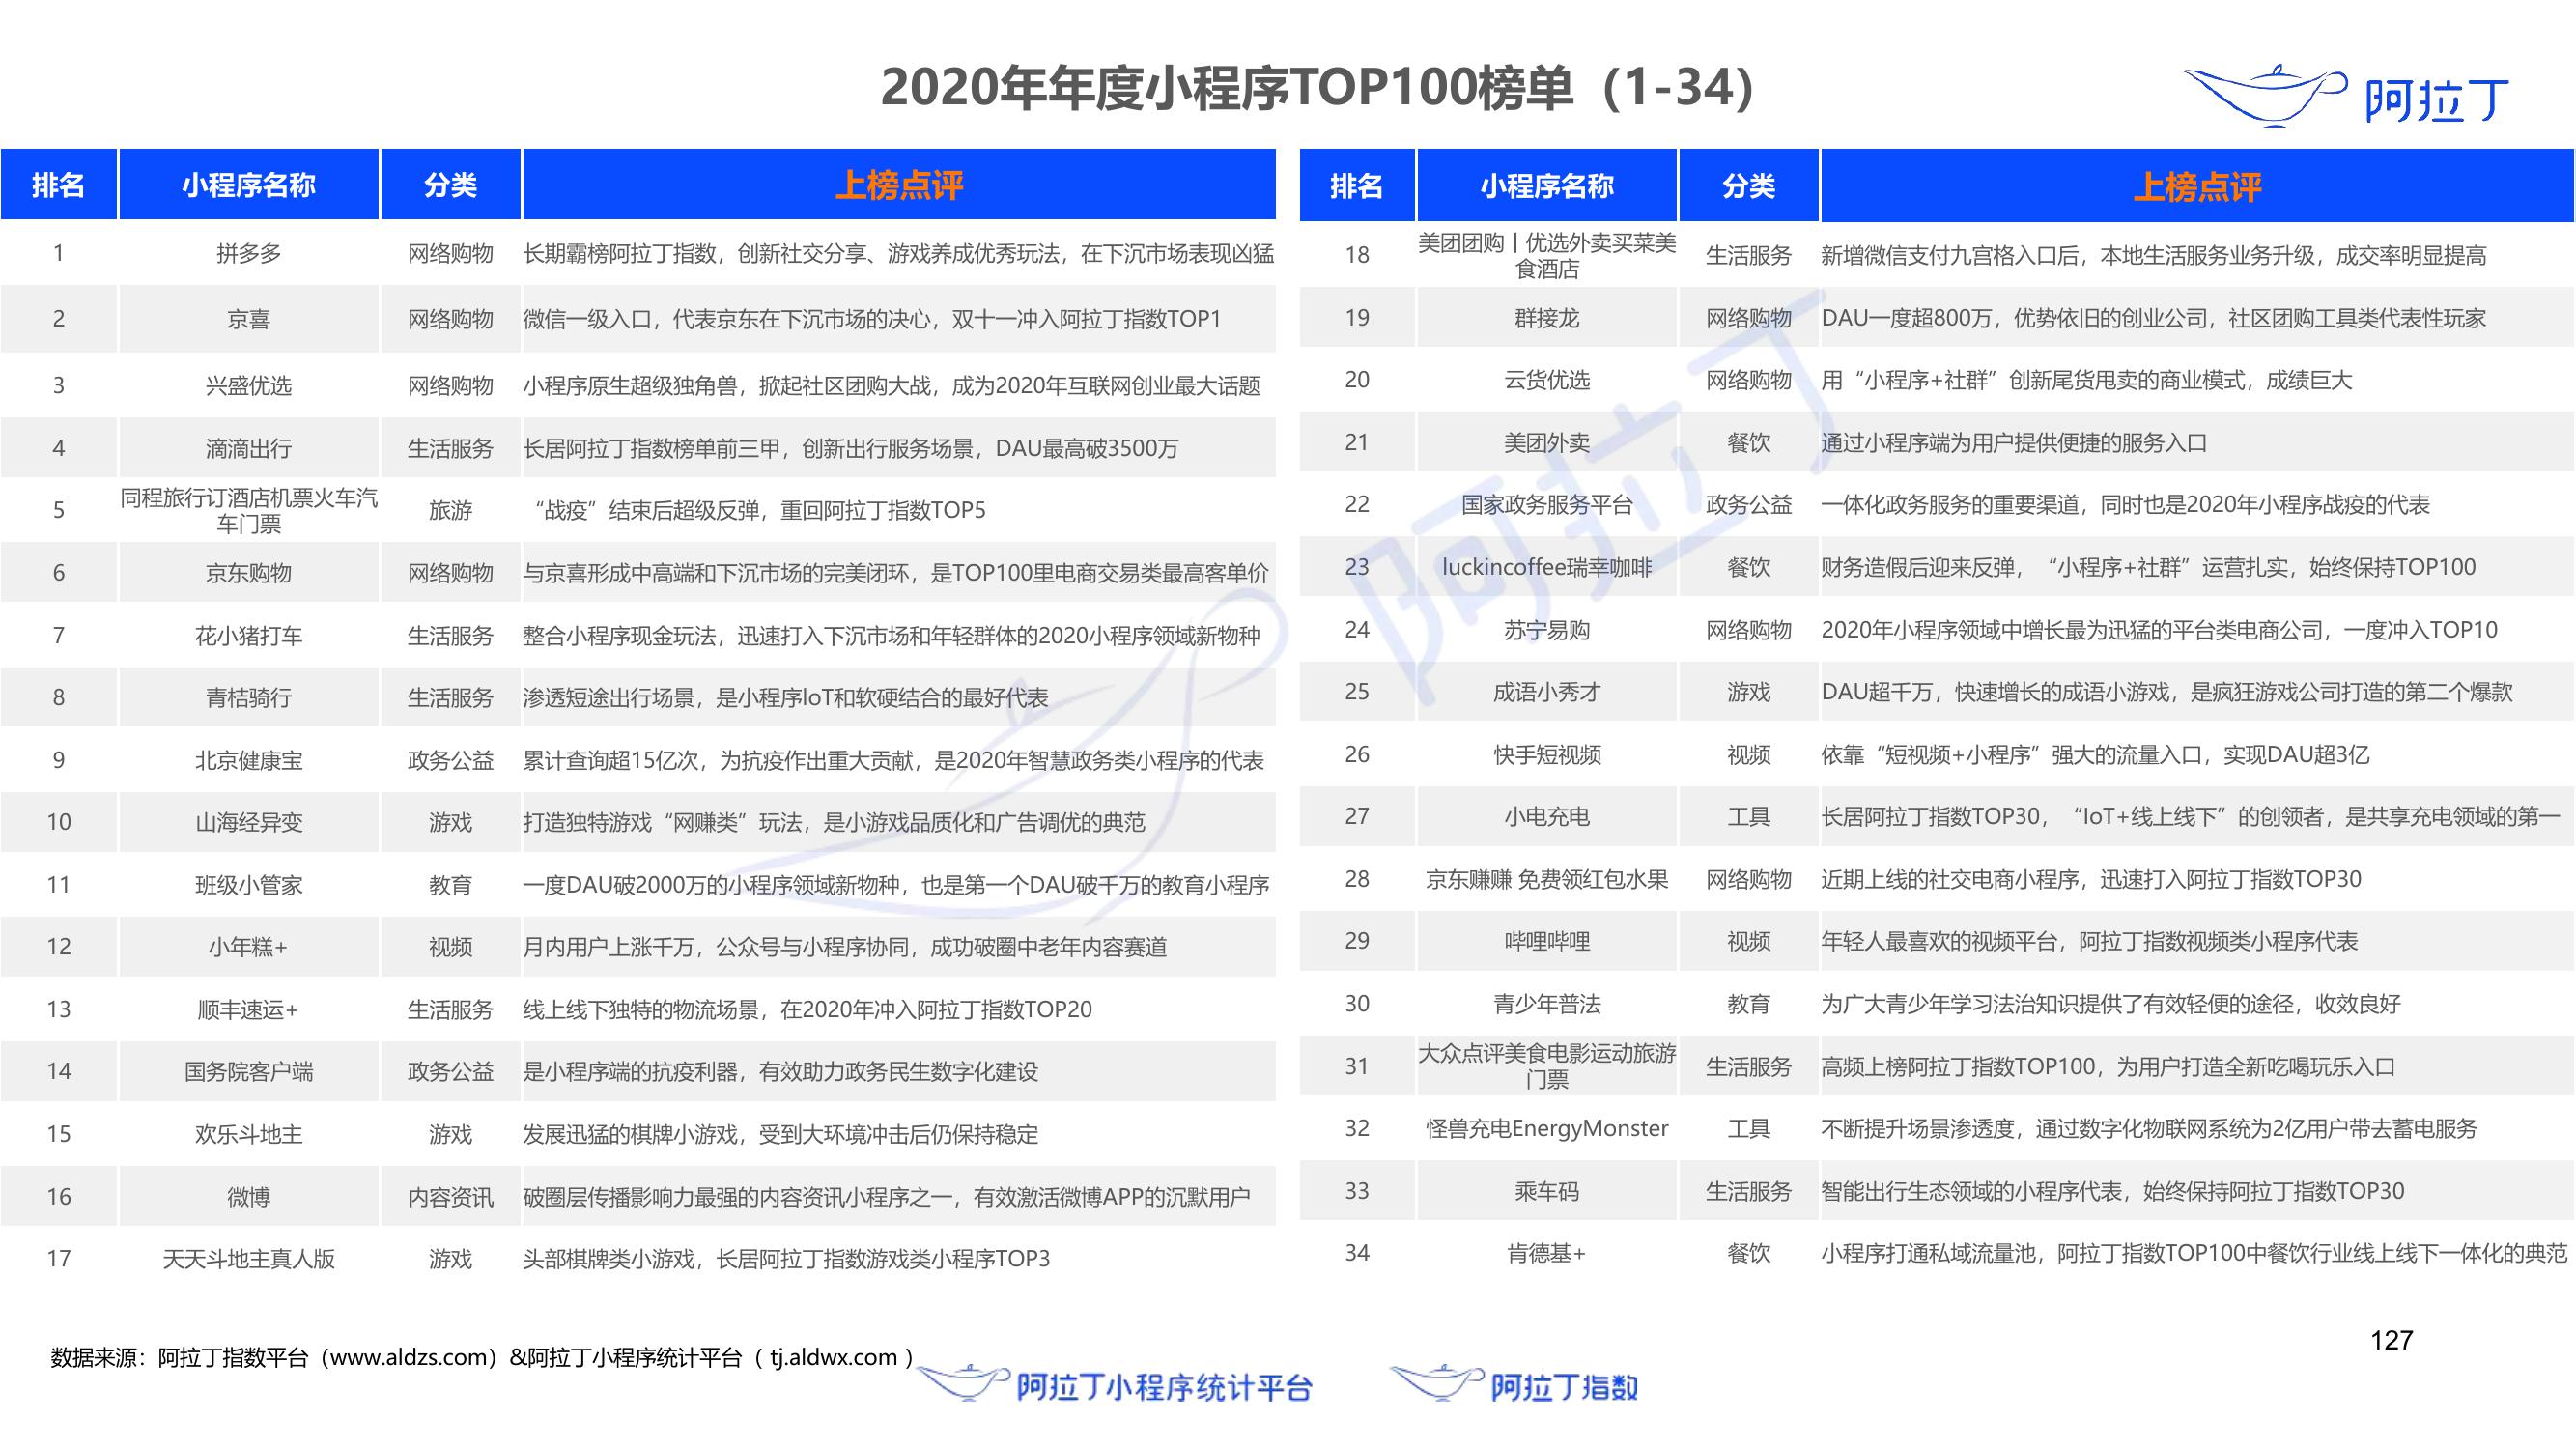 2020年年度小程序TOP100榜单（1-34）
阿拉丁
排名 小程序名称 分类 上榜点评
1 拼多多 网络购物 长期霸榜阿拉丁指数，创新社交分享、游戏养成优秀玩法，在下沉市场表现凶猛
2 京喜 网络购物 微信一级入口，代表京东在下沉市场的决心，双十一冲入阿拉丁指数TOP1
3 兴盛优选 网络购物 小程序原生超级独角兽，掀起社区团购大战，成为2020年互联网创业最大话题
4 滴滴出行 生活服务 长居阿拉丁指数榜单前三甲，创新出行服务场景，DAU最高破3500万
5 同程旅行订酒店机票火车汽
车门票 旅游 “战疫”结束后超级反弹，重回阿拉丁指数TOP5
6 京东购物 网络购物 与京喜形成中高端和下沉市场的完美闭环，是TOP100里电商交易类最高客单价
7 花小猪打车 生活服务 整合小程序现金玩法，迅速打入下沉市场和年轻群体的2020小程序领域新物种
8 青桔骑行 生活服务 渗透短途出行场景，是小程序IoT和软硬结合的最好代表
9 北京健康宝 政务公益 累计查询超15亿次，为抗疫作出重大贡献，是2020年智慧政务类小程序的代表
10 山海经异变 游戏 打造独特游戏“网赚类”玩法，是小游戏品质化和广告调优的典范
11 班级小管家 教育 一度DAU破2000万的小程序领域新物种，也是第一个DAU破千万的教育小程序
12 小年糕+ 视频 月内用户上涨千万，公众号与小程序协同，成功破圈中老年内容赛道
13 顺丰速运+ 生活服务 线上线下独特的物流场景，在2020年冲入阿拉丁指数TOP20
14 国务院客户端 政务公益 是小程序端的抗疫利器，有效助力政务民生数字化建设
15 欢乐斗地主 游戏 发展迅猛的棋牌小游戏，受到大环境冲击后仍保持稳定
16 微博 内容资讯 破圈层传播影响力最强的内容资讯小程序之一，有效激活微博APP的沉默用户
17 天天斗地主真人版 游戏 头部棋牌类小游戏，长居阿拉丁指数游戏类小程序TOP3
排名 小程序名称 分类 上榜点评
18 美团团购丨优选外卖买菜美
食酒店 生活服务 新增微信支付九宫格入口后，本地生活服务业务升级，成交率明显提高
19 群接龙 网络购物 DAU一度超800万，优势依旧的创业公司，社区团购工具类代表性玩家
20 云货优选 网络购物 用“小程序+社群”创新尾货甩卖的商业模式，成绩巨大
21 美团外卖 餐饮 通过小程序端为用户提供便捷的服务入口
22 国家政务服务平台 政务公益 一体化政务服务的重要渠道，同时也是2020年小程序战疫的代表
23 luckincoffee瑞幸咖啡 餐饮 财务造假后迎来反弹，“小程序+社群”运营扎实，始终保持TOP100
24 苏宁易购 网络购物 2020年小程序领域中增长最为迅猛的平台类电商公司，一度冲入TOP10
25 成语小秀才 游戏 DAU超千万，快速增长的成语小游戏，是疯狂游戏公司打造的第二个爆款
26 快手短视频 视频 依靠“短视频+小程序”强大的流量入口，实现DAU超3亿
27 小电充电 工具 长居阿拉丁指数TOP30，“IoT+线上线下”的创领者，是共享充电领域的第一
28 京东赚赚 免费领红包水果 网络购物 近期上线的社交电商小程序，迅速打入阿拉丁指数TOP30
29 哔哩哔哩 视频 年轻人最喜欢的视频平台，阿拉丁指数视频类小程序代表
30 青少年普法 教育 为广大青少年学习法治知识提供了有效轻便的途径，收效良好
31 大众点评美食电影运动旅游
门票 生活服务 高频上榜阿拉丁指数TOP100，为用户打造全新吃喝玩乐入口
32 怪兽充电EnergyMonster 工具 不断提升场景渗透度，通过数字化物联网系统为2亿用户带去蓄电服务
33 乘车码 生活服务 智能出行生态领域的小程序代表，始终保持阿拉丁指数TOP30
34 肯德基+ 餐饮 小程序打通私域流量池，阿拉丁指数TOP100中餐饮行业线上线下一体化的典范
阿拉丁
127
数据来源：阿拉丁指数平台（www.aldzs.com）&阿拉丁小程序统计平台（ tj.aldwx.com ）
阿拉丁小程序统计平台 阿拉丁指数